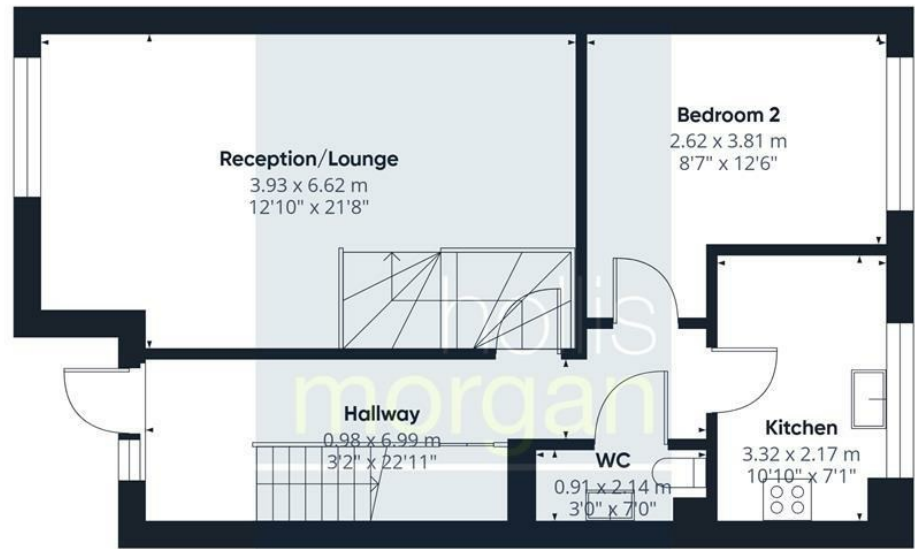 Reception/Lounge
3.93 x 6.62 m
12'10" x 21'8"
Bedroom 2
2.62 x 3.81 m
8'7" x 12'6"
hollis
morgan
Hallway
0.98 x 6.99 m
3'2" x 22'11"
WC
0.91 x 2.14 m
3'0" x 7'0"
Kitchen
3.32 x 2.17 m
10'10" x 7'1"